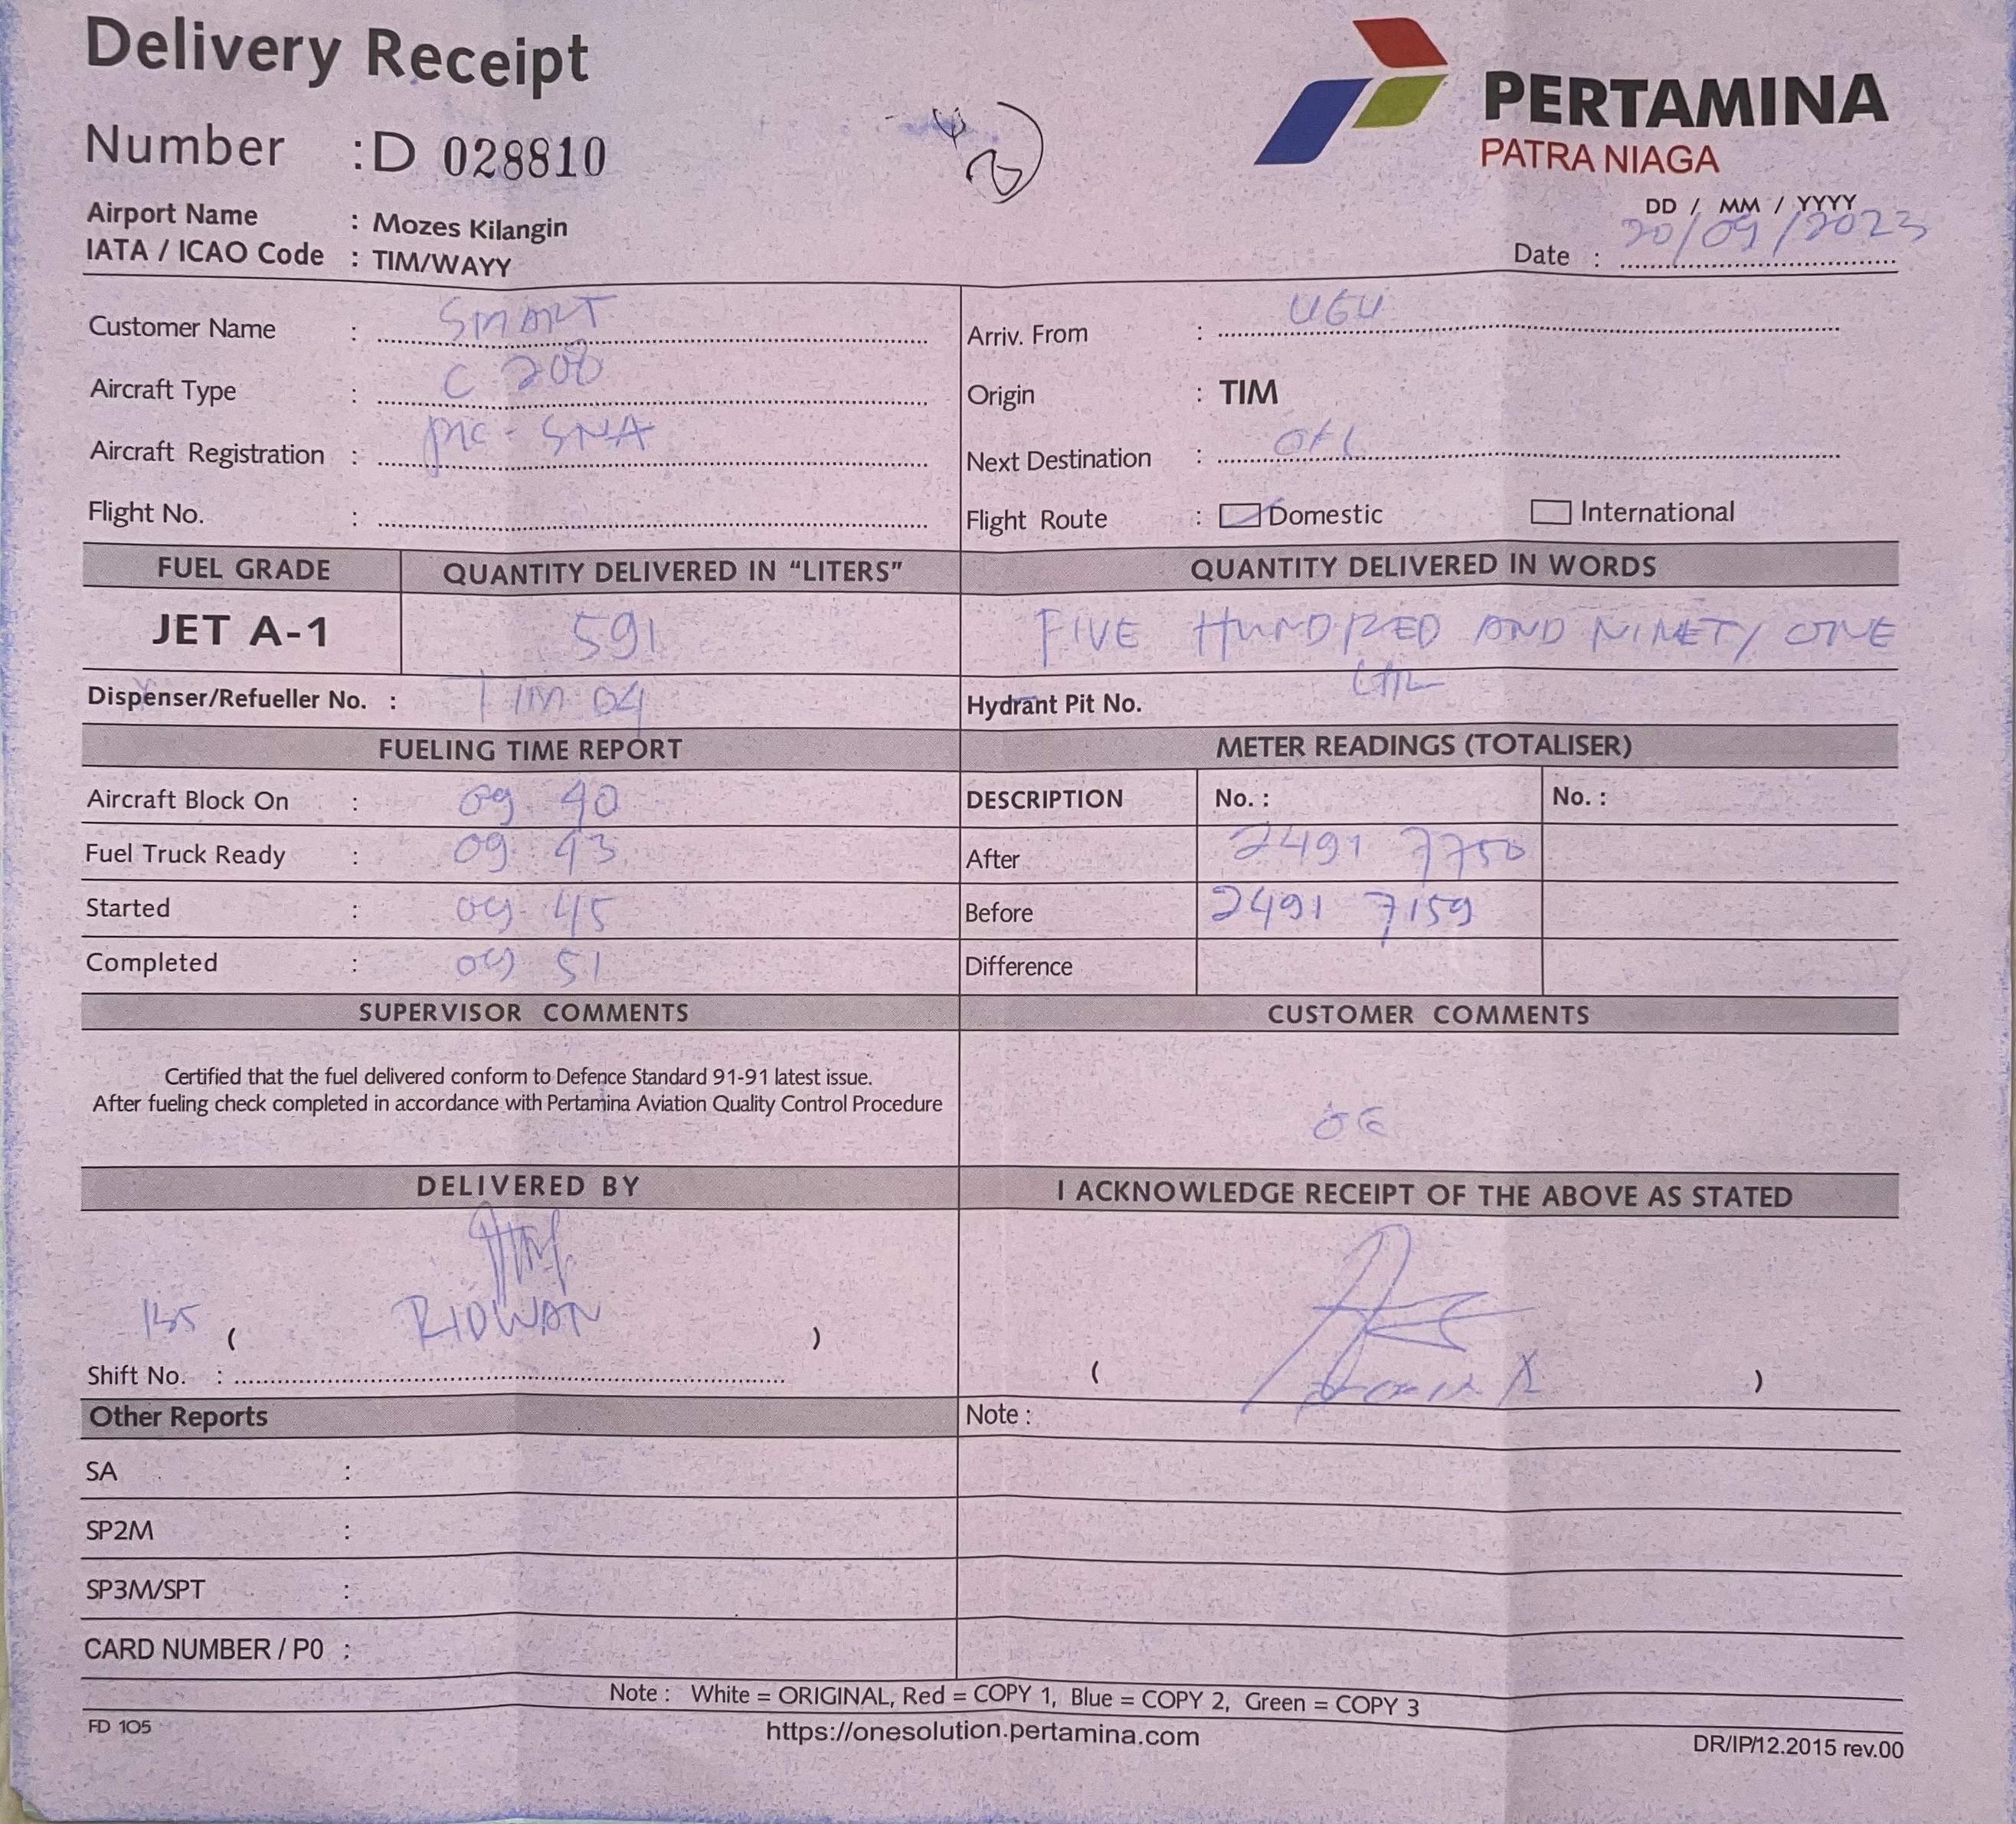 Delivery Receipt
Number : D 028810
PERTAMINA
PATRA NIAGA
Airport Name : Mozes Kilangin
IATA / ICAO Code : TIM/WAYY
DD / MM / YYYY
Date : 20/09/2023
Customer Name : SMART
Aircraft Type : C 208
Aircraft Registration : PK - SNA
Flight No. :
Arriv. From : UGU
Origin : TIM
Next Destination :
Flight Route : Domestic International
FUEL GRADE QUANTITY DELIVERED IN "LITERS" QUANTITY DELIVERED IN WORDS
JET A-1 591 FIVE HUNDRED AND NINETY ONE
LTR
Dispenser/Refueller No. : TIM 04 Hydrant Pit No.
FUELING TIME REPORT METER READINGS (TOTALISER)
Aircraft Block On : 09 40 DESCRIPTION No. : No. :
Fuel Truck Ready : 09 43 After 2491 7750
Started : 09 45 Before 2491 7159
Completed : 09 51 Difference
SUPERVISOR COMMENTS CUSTOMER COMMENTS
Certified that the fuel delivered conform to Defence Standard 91-91 latest issue.
After fueling check completed in accordance with Pertamina Aviation Quality Control Procedure
DELIVERED BY I ACKNOWLEDGE RECEIPT OF THE ABOVE AS STATED
( RIDWAN ) ( )
Shift No. :
Other Reports Note :
SA :
SP2M :
SP3M/SPT :
CARD NUMBER / P0 :
Note : White = ORIGINAL, Red = COPY 1, Blue = COPY 2, Green = COPY 3
FD 105 https://onesolution.pertamina.com DR/IP/12.2015 rev.00